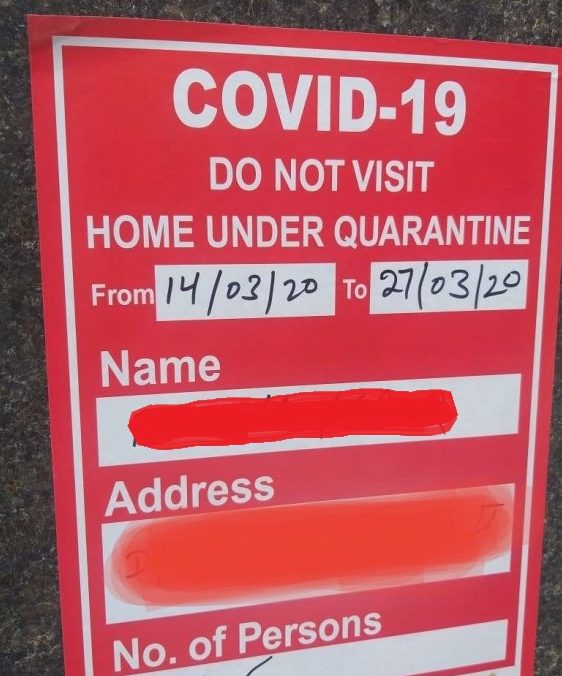 COVID-19
DO NOT VISIT
HOME UNDER QUARANTINE
From 14/03/20 To 27/03/20
Name
Address
No. of Persons